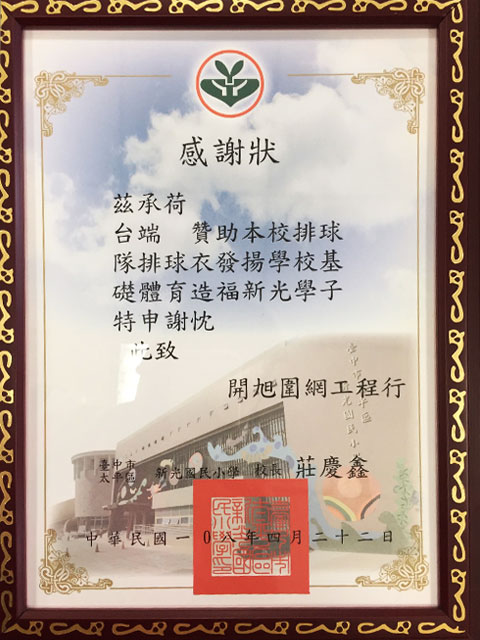 感謝狀
茲承荷
台端 贊助本校排球
隊排球衣發揚學校基
礎體育造福新光學子
特申謝忱
此致
開旭圍網工程行
臺中市
太平區 新光國民小學 校長 莊慶鑫
中華民國一0八年四月二十二日